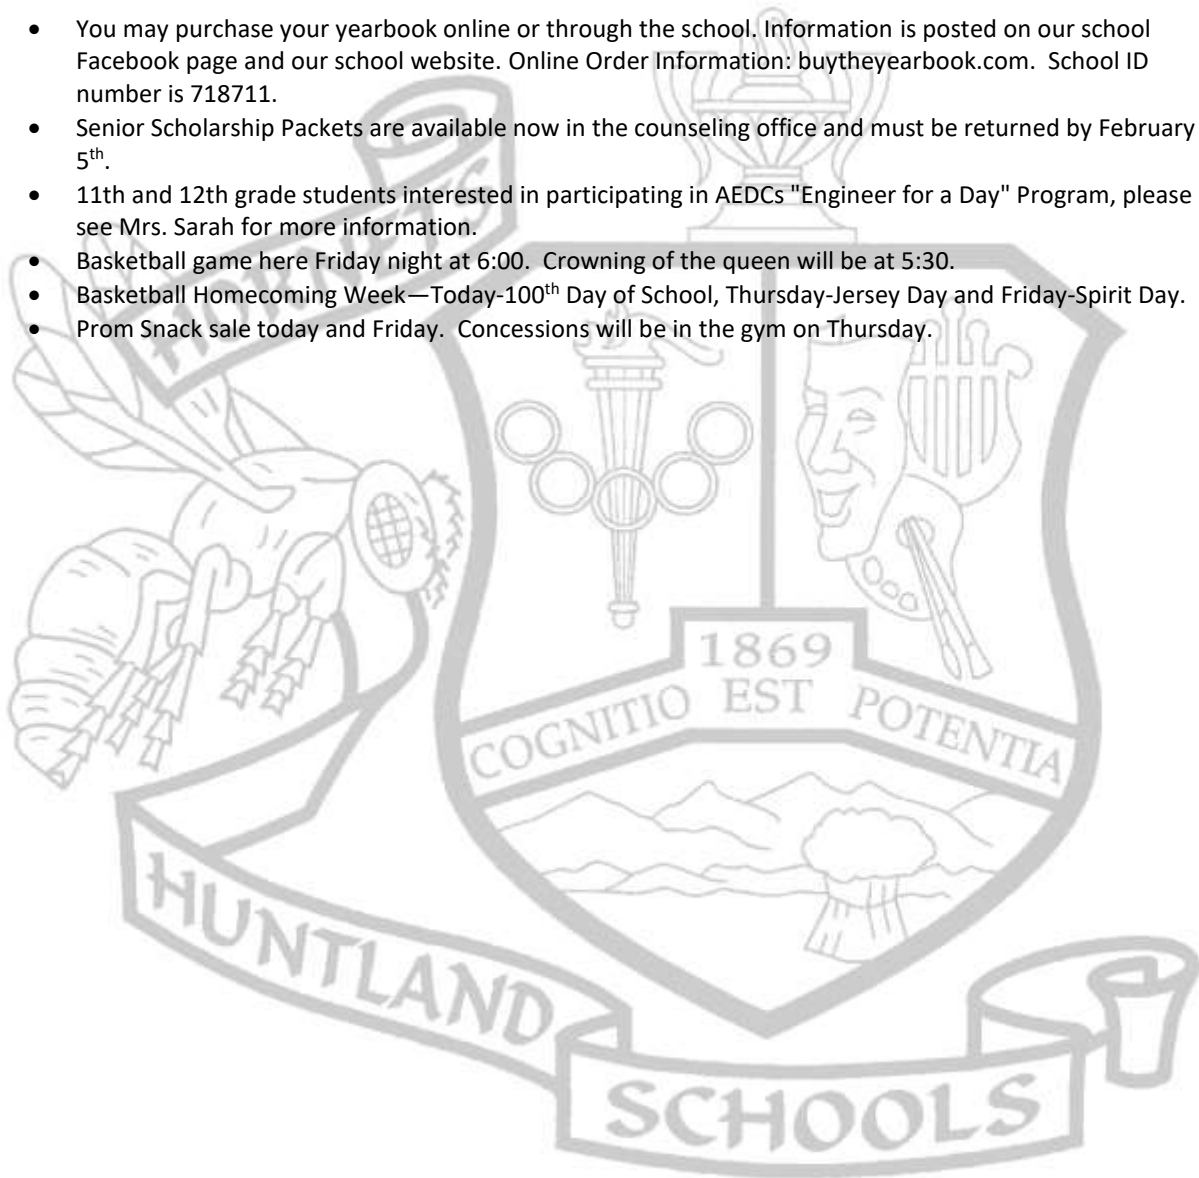 • You may purchase your yearbook online or through the school. Information is posted on our school
Facebook page and our school website. Online Order Information: buytheyearbook.com.  School ID
number is 718711.
• Senior Scholarship Packets are available now in the counseling office and must be returned by February
5th.
• 11th and 12th grade students interested in participating in AEDCs "Engineer for a Day" Program, please
see Mrs. Sarah for more information.
• Basketball game here Friday night at 6:00.  Crowning of the queen will be at 5:30.
• Basketball Homecoming Week—Today-100th Day of School, Thursday-Jersey Day and Friday-Spirit Day.
• Prom Snack sale today and Friday.  Concessions will be in the gym on Thursday.
HORNETS
1869
COGNITIO EST POTENTIA
HUNTLAND
SCHOOLS